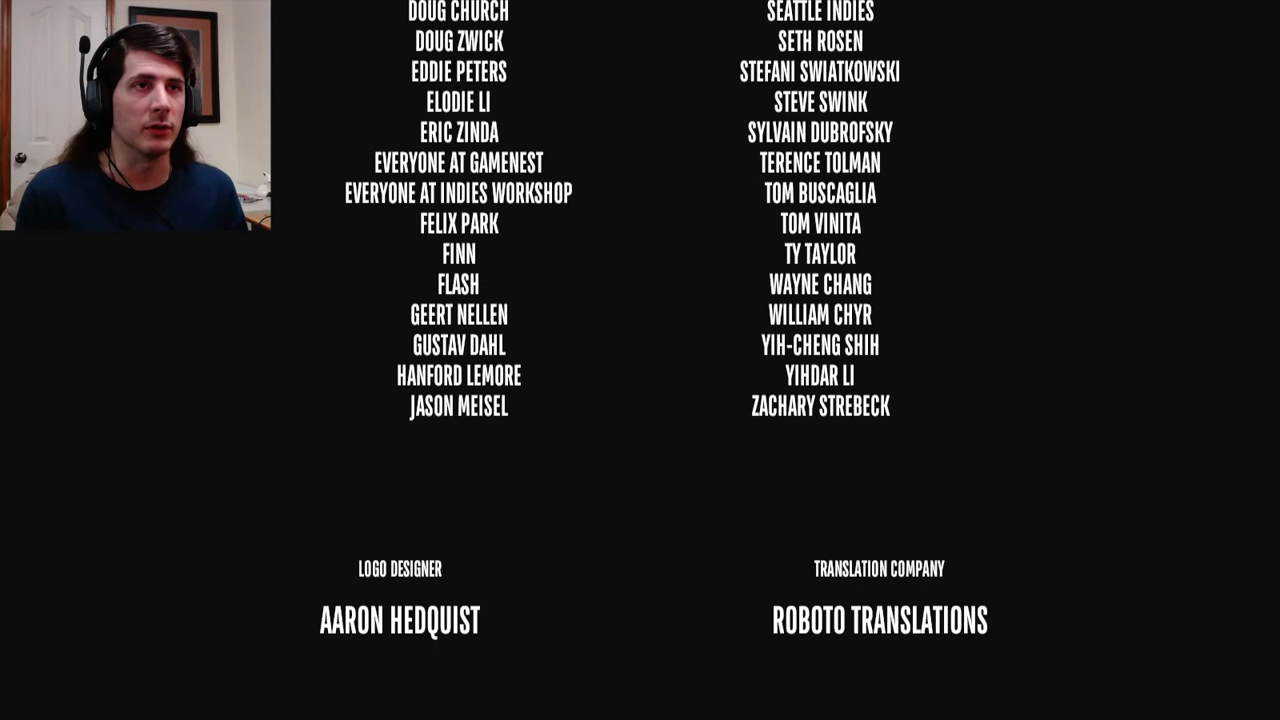 DOUG CHURCH
DOUG ZWICK
EDDIE PETERS
ELODIE LI
ERIC ZINDA
EVERYONE AT GAMENEST
EVERYONE AT INDIES WORKSHOP
FELIX PARK
FINN
FLASH
GEERT NELLEN
GUSTAV DAHL
HANFORD LEMORE
JASON MEISEL
SEATTLE INDIES
SETH ROSEN
STEFANI SWIATKOWSKI
STEVE SWINK
SYLVAIN DUBROFSKY
TERENCE TOLMAN
TOM BUSCAGLIA
TOM VINITA
TY TAYLOR
WAYNE CHANG
WILLIAM CHYR
YIH-CHENG SHIH
YIHDAR LI
ZACHARY STREBECK
LOGO DESIGNER
AARON HEDQUIST
TRANSLATION COMPANY
ROBOTO TRANSLATIONS